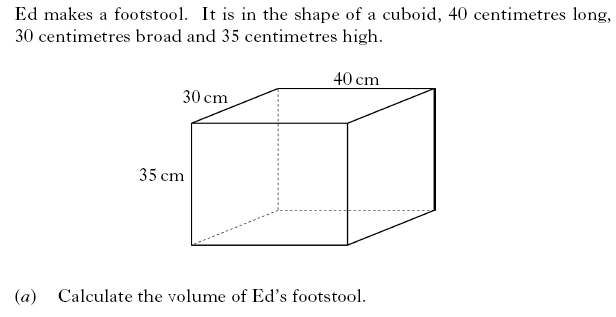 Ed makes a footstool. It is in the shape of a cuboid, 40 centimetres long,
30 centimetres broad and 35 centimetres high.
40 cm
30 cm
35 cm
(a) Calculate the volume of Ed's footstool.